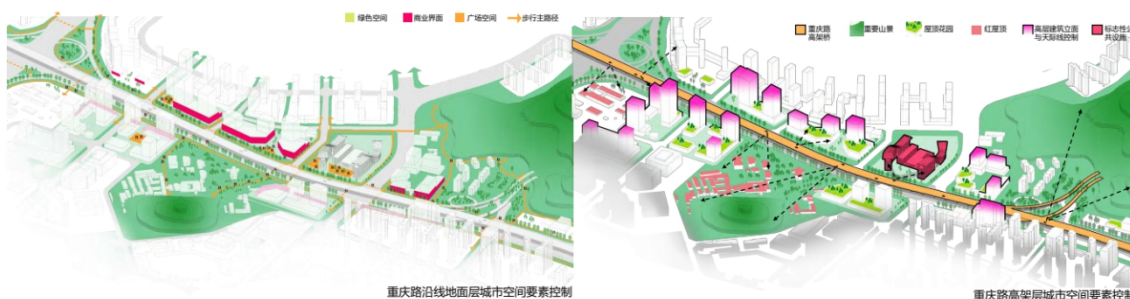 绿色空间
商业界面
广场空间
步行主路径
重庆路沿线地面层城市空间要素控制
重庆路
高架桥
重要山景
屋顶花园
红屋顶
高层建筑立面
与天际线控制
标志性公
共设施
重庆路高架层城市空间要素控制